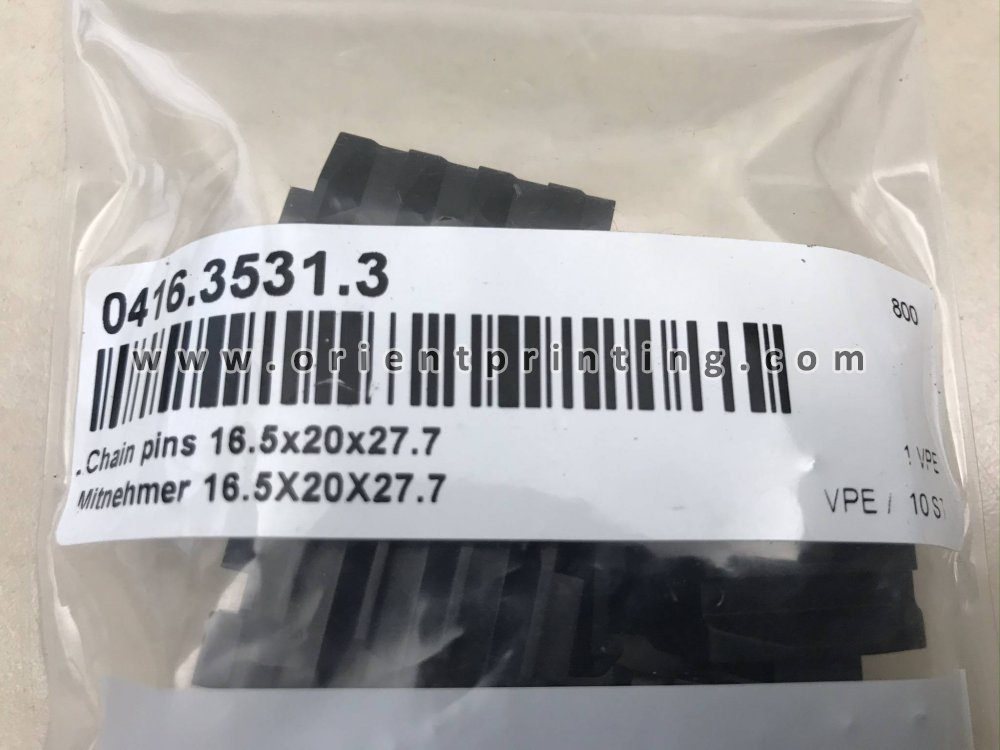 0416.3531.3
800
www.orientprinting.com
Chain pins 16.5x20x27.7
Mitnehmer 16.5X20X27.7
1 VPE
VPE / 10 ST